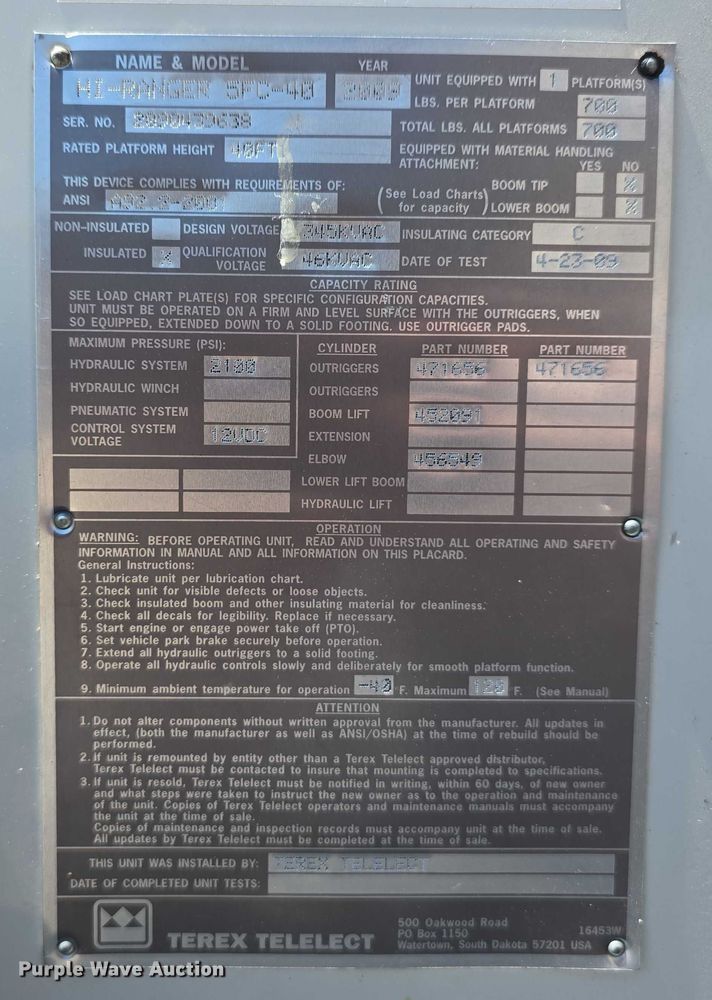 NAME & MODEL YEAR
HI-RANGER 5FC-40 2009
UNIT EQUIPPED WITH 1 PLATFORM(S)
LBS. PER PLATFORM 700
SER. NO. 2090433638
TOTAL LBS. ALL PLATFORMS 700
RATED PLATFORM HEIGHT 40FT
EQUIPPED WITH MATERIAL HANDLING
ATTACHMENT: YES NO
THIS DEVICE COMPLIES WITH REQUIREMENTS OF:
ANSI
(See Load Charts for capacity)
BOOM TIP X
LOWER BOOM X
NON-INSULATED DESIGN VOLTAGE 345KVAC INSULATING CATEGORY C
INSULATED X QUALIFICATION VOLTAGE 46KVAC DATE OF TEST 4-23-09
CAPACITY RATING
SEE LOAD CHART PLATE(S) FOR SPECIFIC CONFIGURATION CAPACITIES.
UNIT MUST BE OPERATED ON A FIRM AND LEVEL SURFACE WITH THE OUTRIGGERS, WHEN
SO EQUIPPED, EXTENDED DOWN TO A SOLID FOOTING. USE OUTRIGGER PADS.
MAXIMUM PRESSURE (PSI):
HYDRAULIC SYSTEM 2100
HYDRAULIC WINCH
PNEUMATIC SYSTEM
CONTROL SYSTEM
VOLTAGE 12VDC
CYLINDER PART NUMBER PART NUMBER
OUTRIGGERS 471656 471656
OUTRIGGERS
BOOM LIFT 452091
EXTENSION
ELBOW 456549
LOWER LIFT BOOM
HYDRAULIC LIFT
OPERATION
WARNING: BEFORE OPERATING UNIT, READ AND UNDERSTAND ALL OPERATING AND SAFETY
INFORMATION IN MANUAL AND ALL INFORMATION ON THIS PLACARD.
General Instructions:
1. Lubricate unit per lubrication chart.
2. Check unit for visible defects or loose objects.
3. Check insulated boom and other insulating material for cleanliness.
4. Check all decals for legibility. Replace if necessary.
5. Start engine or engage power take off (PTO).
6. Set vehicle park brake securely before operation.
7. Extend all hydraulic outriggers to a solid footing.
8. Operate all hydraulic controls slowly and deliberately for smooth platform function.
9. Minimum ambient temperature for operation -40 F. Maximum 120 F. (See Manual)
ATTENTION
1. Do not alter components without written approval from the manufacturer. All updates in
effect, (both the manufacturer as well as ANSI/OSHA) at the time of rebuild should be
performed.
2. If unit is remounted by entity other than a Terex Telelect approved distributor,
Terex Telelect must be contacted to insure that mounting is completed to specifications.
3. If unit is resold, Terex Telelect must be notified in writing, within 60 days, of new owner
and what steps were taken to instruct the new owner as to the operation and maintenance
of the unit. Copies of Terex Telelect operators and maintenance manuals must accompany
the unit at the time of sale.
Copies of maintenance and inspection records must accompany unit at the time of sale.
All updates by Terex Telelect must be completed at the time of sale.
THIS UNIT WAS INSTALLED BY: TEREX TELELECT
DATE OF COMPLETED UNIT TESTS:
TEREX TELELECT
500 Oakwood Road
PO Box 1150
Watertown, South Dakota 57201 USA
16453W
Purple Wave Auction